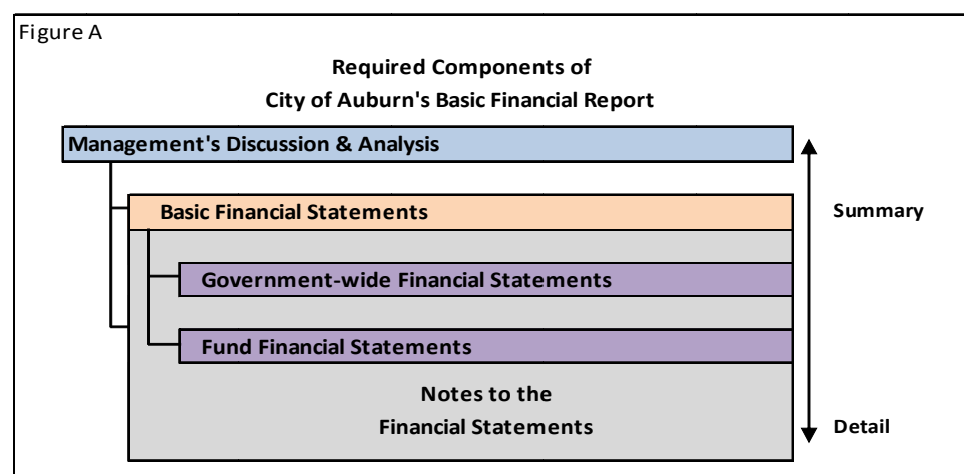 Figure A
Required Components of
City of Auburn's Basic Financial Report
Management's Discussion & Analysis
Basic Financial Statements
Summary
Government-wide Financial Statements
Fund Financial Statements
Notes to the
Financial Statements
Detail